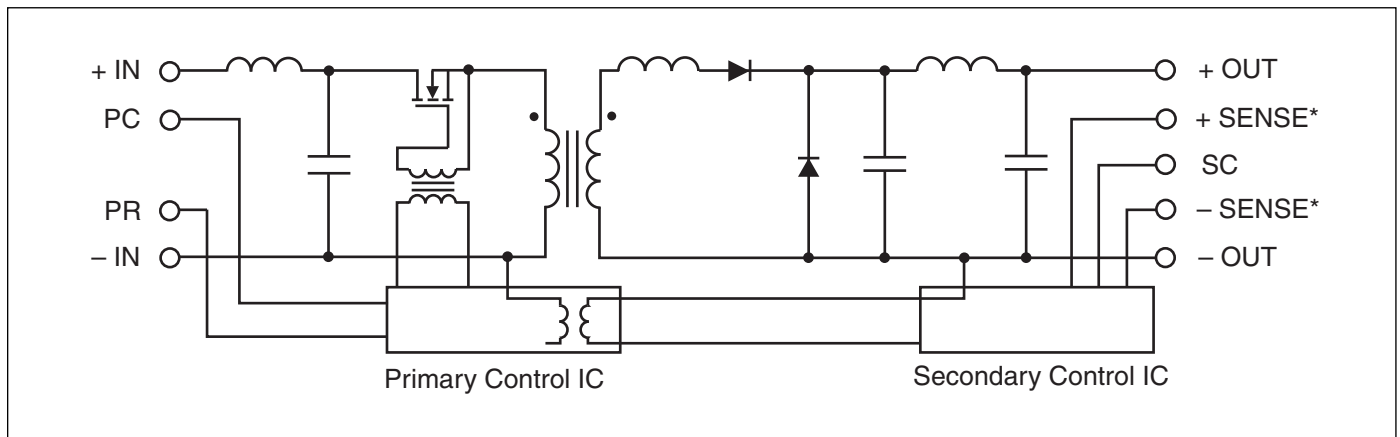 + IN
PC
PR
– IN
+ OUT
+ SENSE*
SC
– SENSE*
– OUT
Primary Control IC
Secondary Control IC